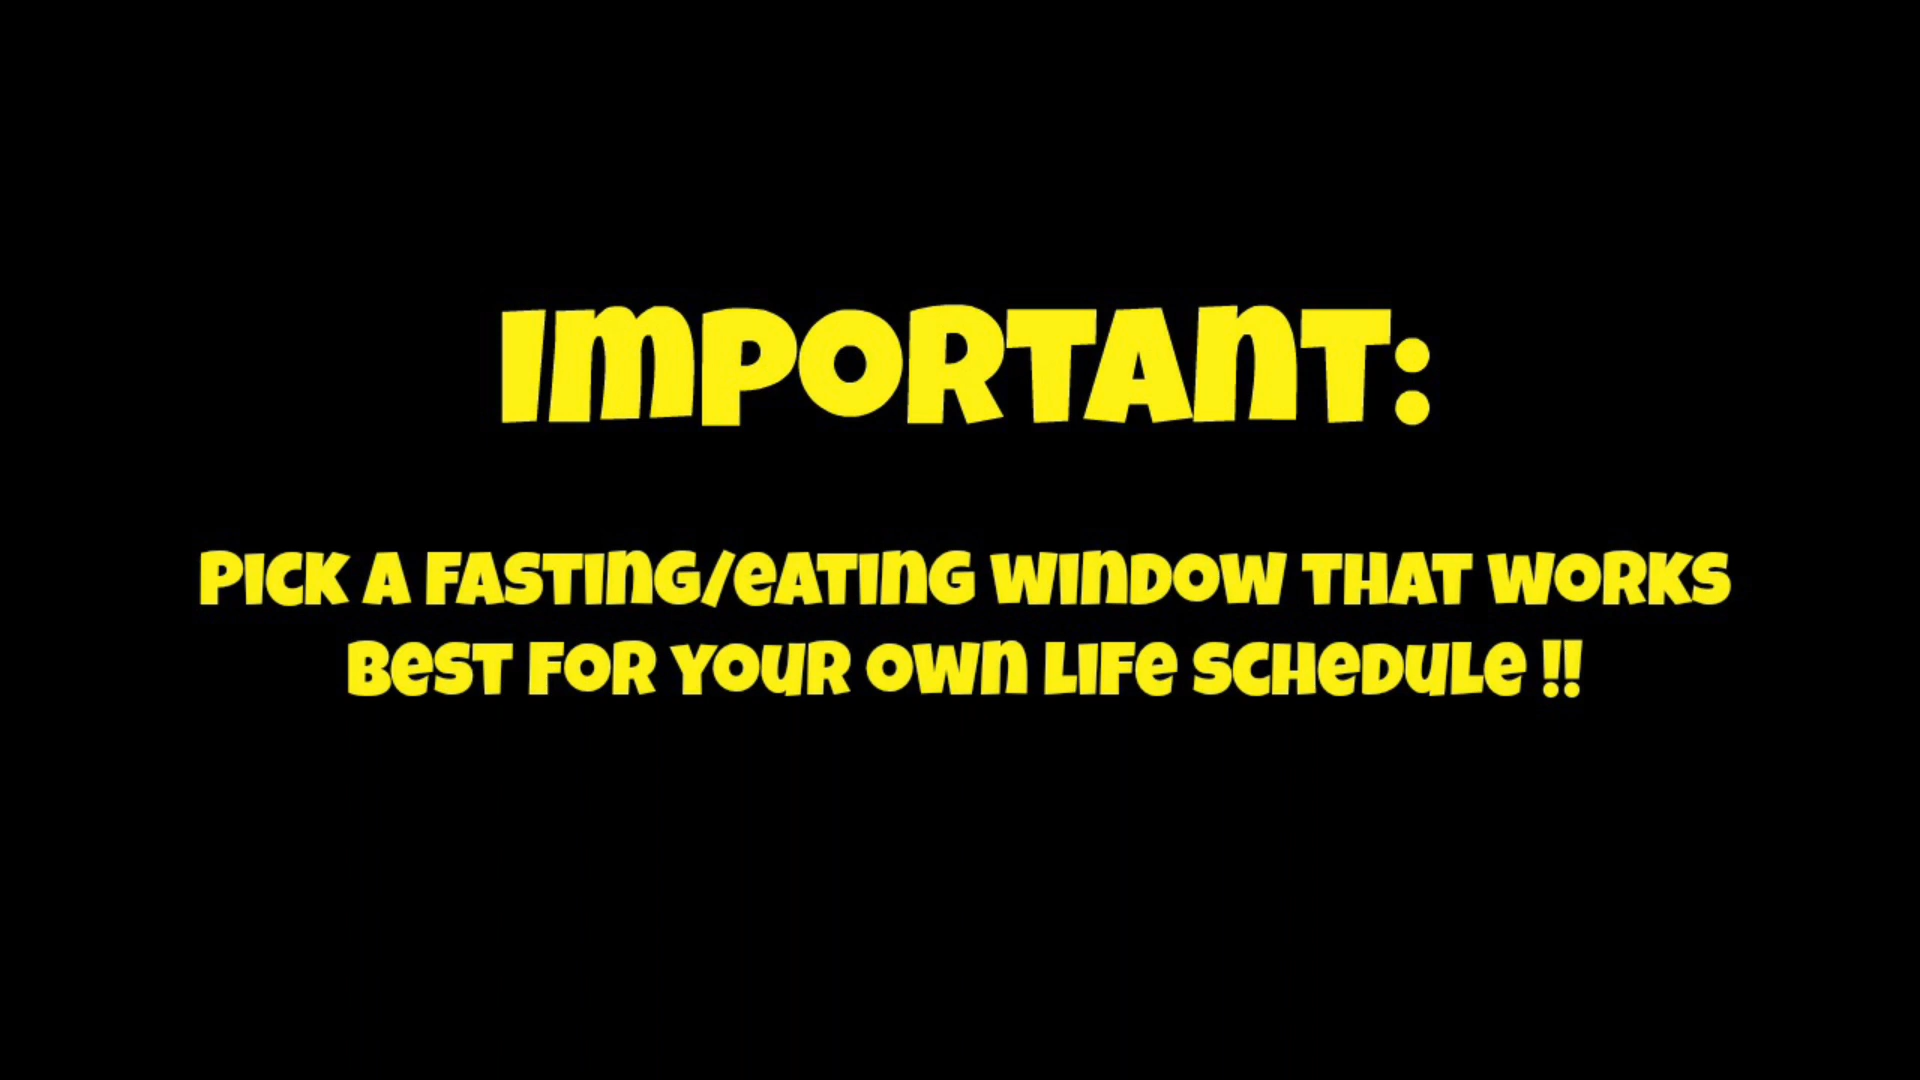 IMPORTANT:
PICK A FASTING/EATING WINDOW THAT WORKS
BEST FOR YOUR OWN LIFE SCHEDULE !!